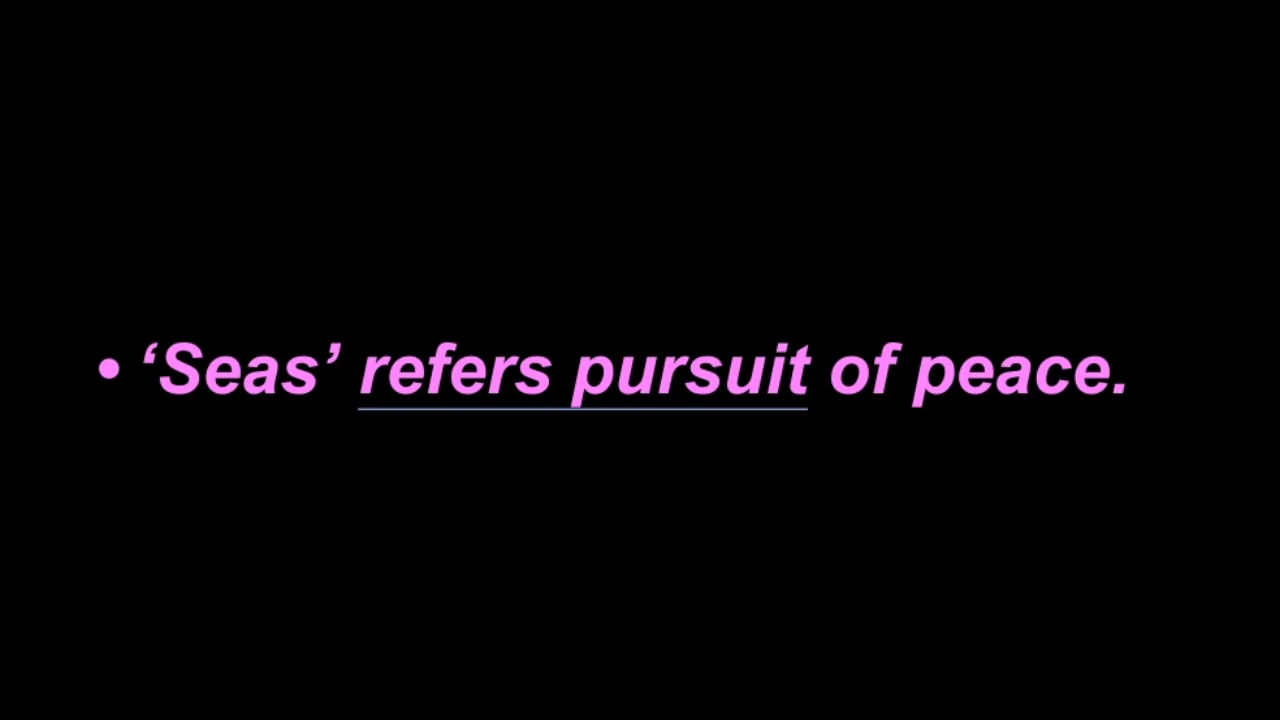 • ‘Seas’ refers pursuit of peace.